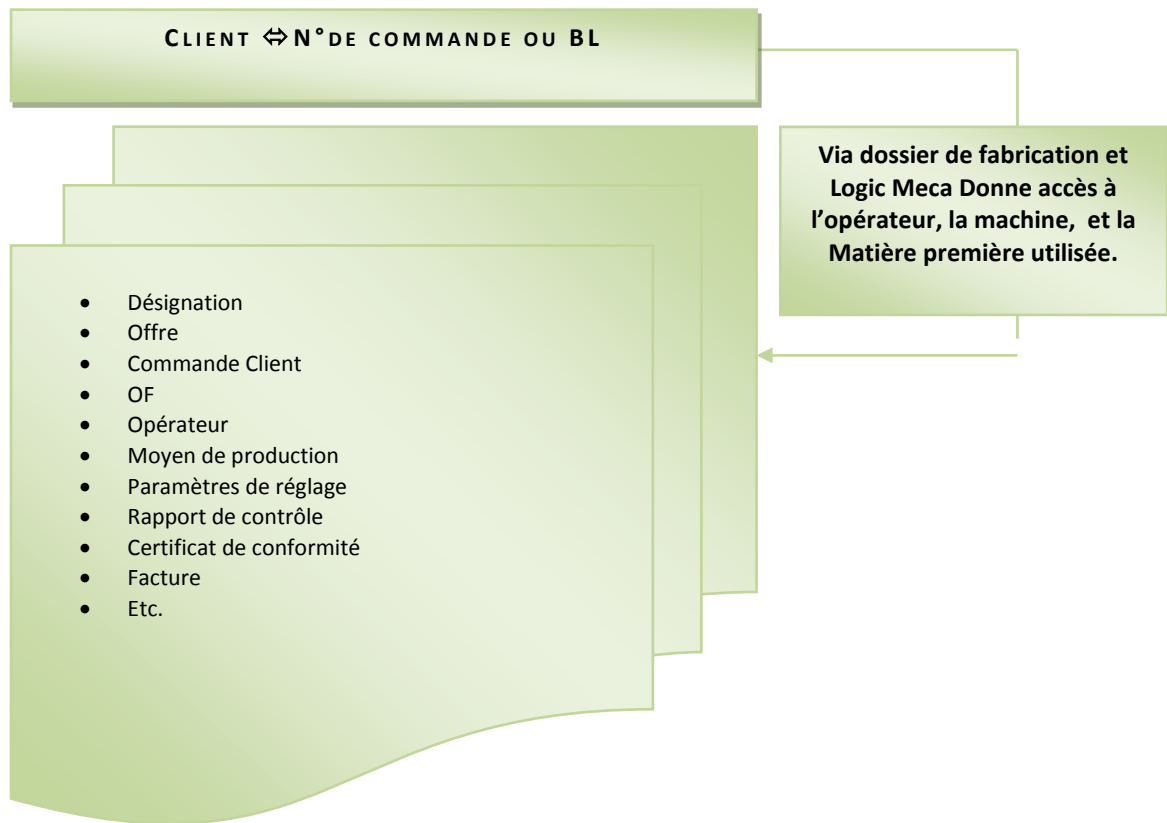 CLIENT ⇔ N°DE COMMANDE OU BL
Via dossier de fabrication et
Logic Meca Donne accès à
l'opérateur, la machine, et la
Matière première utilisée.
• Désignation
• Offre
• Commande Client
• OF
• Opérateur
• Moyen de production
• Paramètres de réglage
• Rapport de contrôle
• Certificat de conformité
• Facture
• Etc.